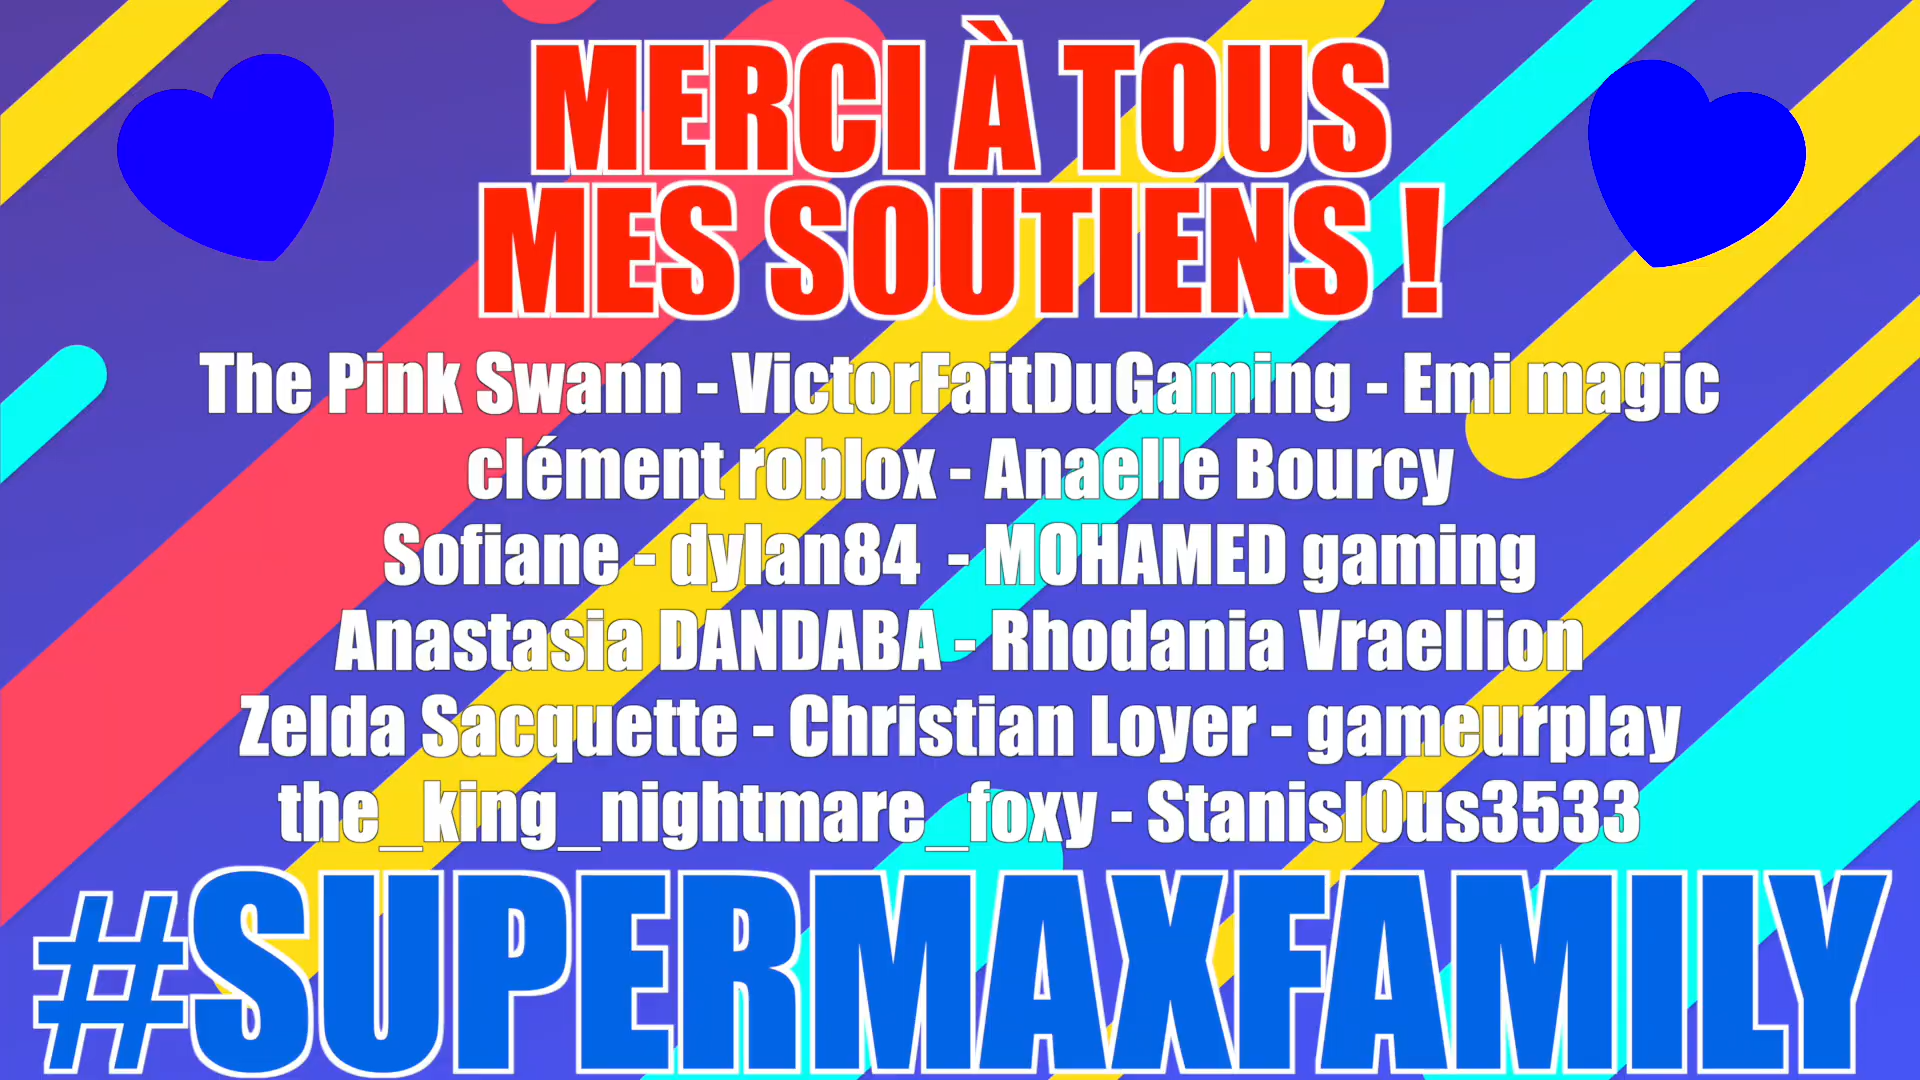 MERCI À TOUS
MES SOUTIENS !
The Pink Swann - VictorFaitDuGaming - Emi magic
clément roblox - Anaelle Bourcy
Sofiane - dylan84 - MOHAMED gaming
Anastasia DANDABA - Rhodania Vraellion
Zelda Sacquette - Christian Loyer - gameurplay
the_king_nightmare_foxy - Stanisl0us3533
#SUPERMAXFAMILY